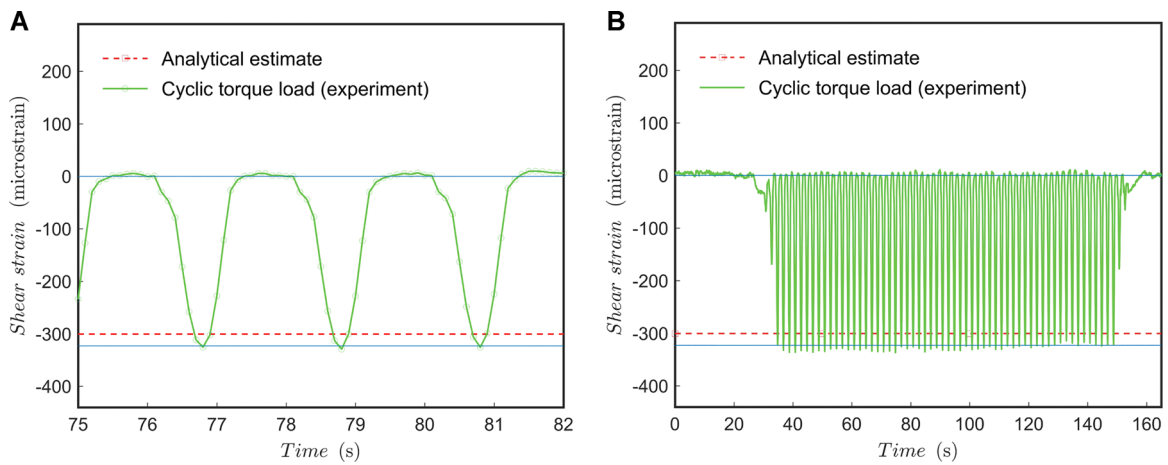 A
Analytical estimate
Cyclic torque load (experiment)
Shear strain (microstrain)
200
100
0
-100
-200
-300
-400
75 76 77 78 79 80 81 82
Time (s)
B
Analytical estimate
Cyclic torque load (experiment)
Shear strain (microstrain)
200
100
0
-100
-200
-300
-400
0 20 40 60 80 100 120 140 160
Time (s)